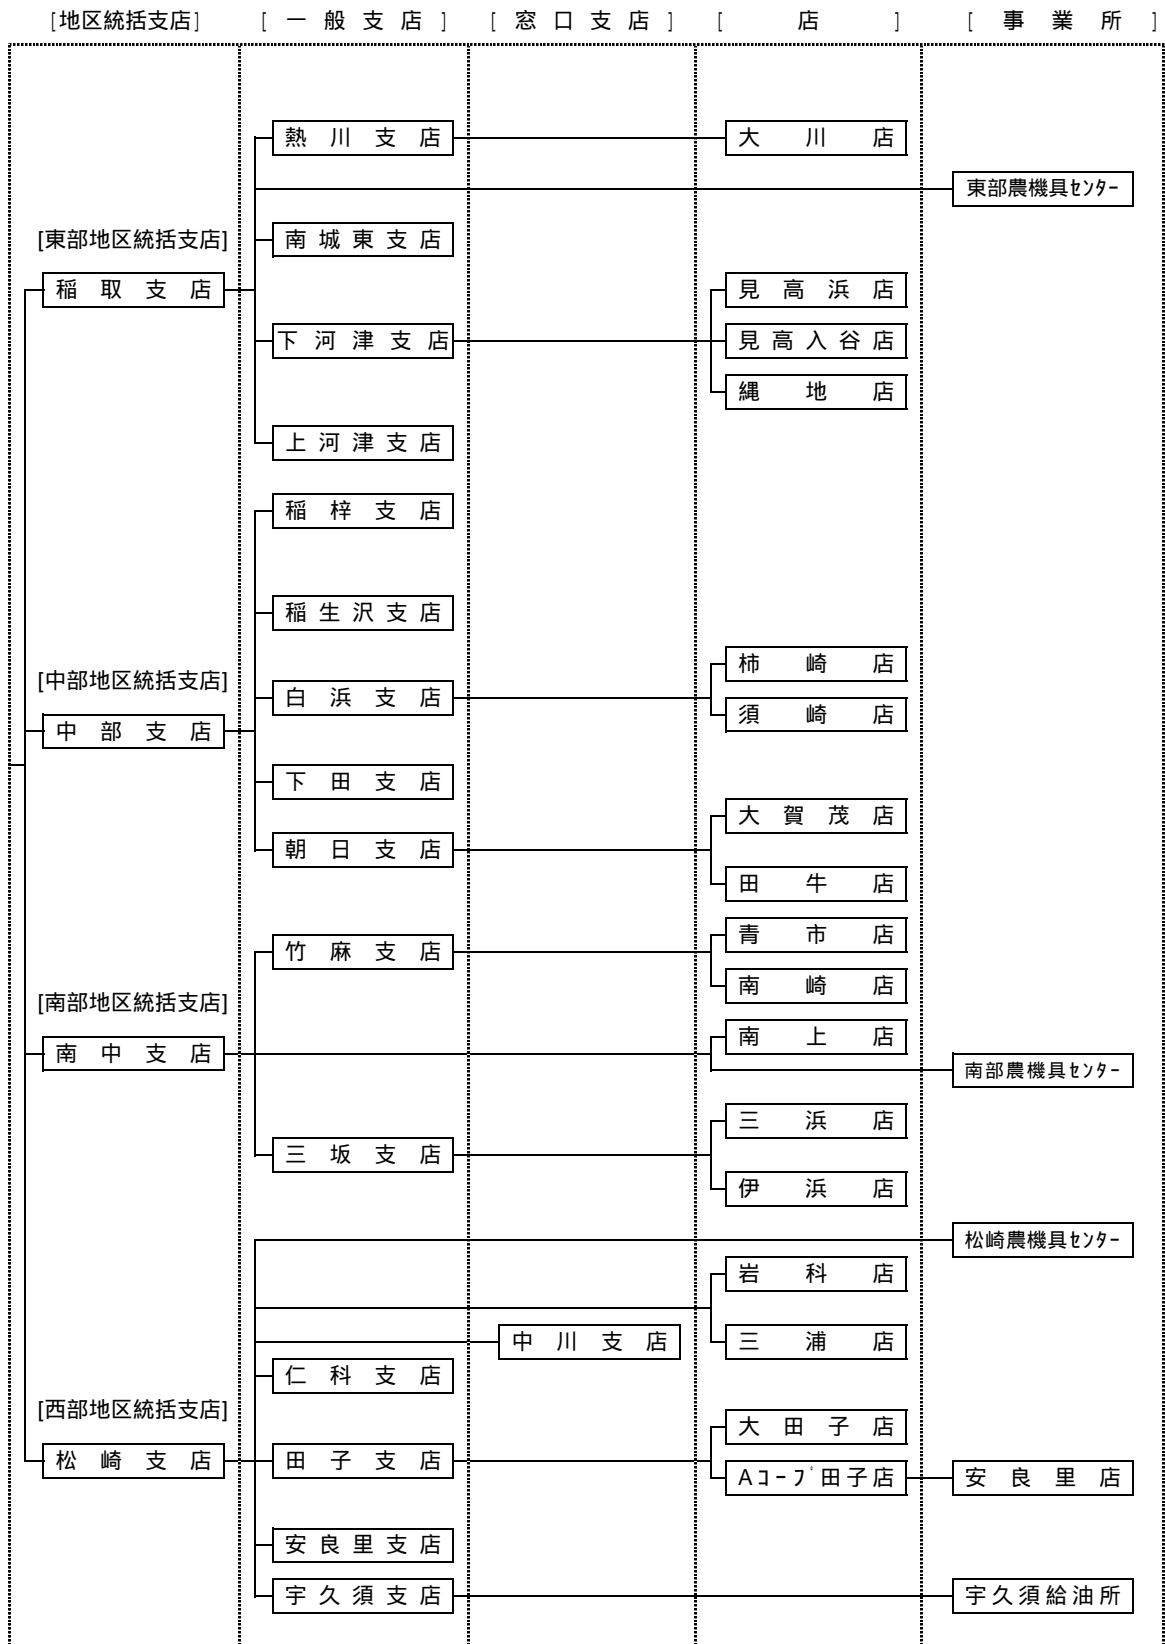 [地区統括支店] [ 一 般 支 店 ] [ 窓 口 支 店 ] [ 店 ] [ 事 業 所 ]
熱 川 支 店 大 川 店
東部農機具ｾﾝﾀｰ
[東部地区統括支店] 南 城 東 支 店
稲 取 支 店 見 高 浜 店
下 河 津 支 店 見 高 入 谷 店
縄 地 店
上 河 津 支 店
稲 梓 支 店
稲 生 沢 支 店
柿 崎 店
[中部地区統括支店] 白 浜 支 店
須 崎 店
中 部 支 店
下 田 支 店
大 賀 茂 店
朝 日 支 店
田 牛 店
青 市 店
竹 麻 支 店
南 崎 店
[南部地区統括支店]
南 上 店
南 中 支 店
南部農機具ｾﾝﾀｰ
三 浜 店
三 坂 支 店
伊 浜 店
松崎農機具ｾﾝﾀｰ
岩 科 店
中 川 支 店 三 浦 店
仁 科 支 店
[西部地区統括支店]
大 田 子 店
松 崎 支 店 田 子 支 店
Aｺｰﾌﾟ田子店 安 良 里 店
安 良 里 支 店
宇 久 須 支 店 宇久須給油所